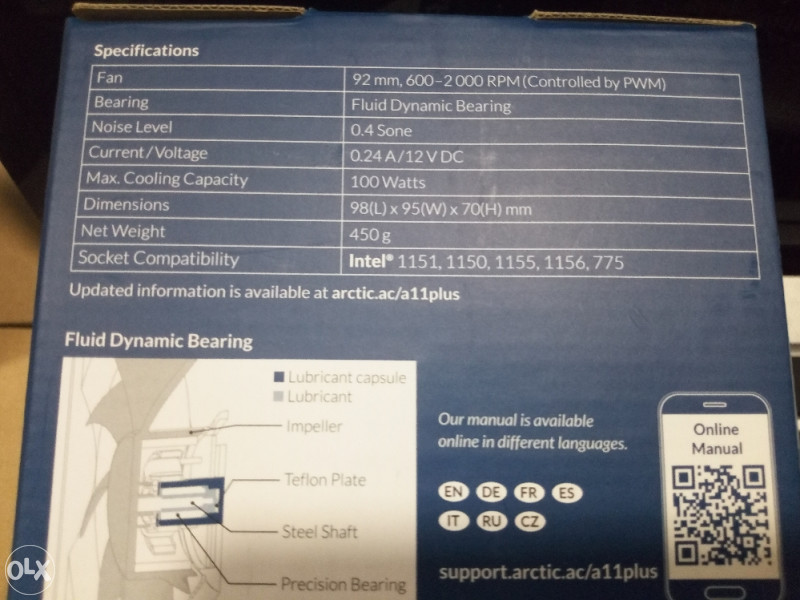 Specifications
Fan 92 mm, 600–2 000 RPM (Controlled by PWM)
Bearing Fluid Dynamic Bearing
Noise Level 0.4 Sone
Current/Voltage 0.24 A/12 V DC
Max. Cooling Capacity 100 Watts
Dimensions 98(L) x 95(W) x 70(H) mm
Net Weight 450 g
Socket Compatibility Intel® 1151, 1150, 1155, 1156, 775
Updated information is available at arctic.ac/a11plus
Fluid Dynamic Bearing
Lubricant capsule
Lubricant
Impeller
Teflon Plate
Steel Shaft
Precision Bearing
Our manual is available
online in different languages.
EN DE FR ES
IT RU CZ
support.arctic.ac/a11plus
Online
Manual
OLX